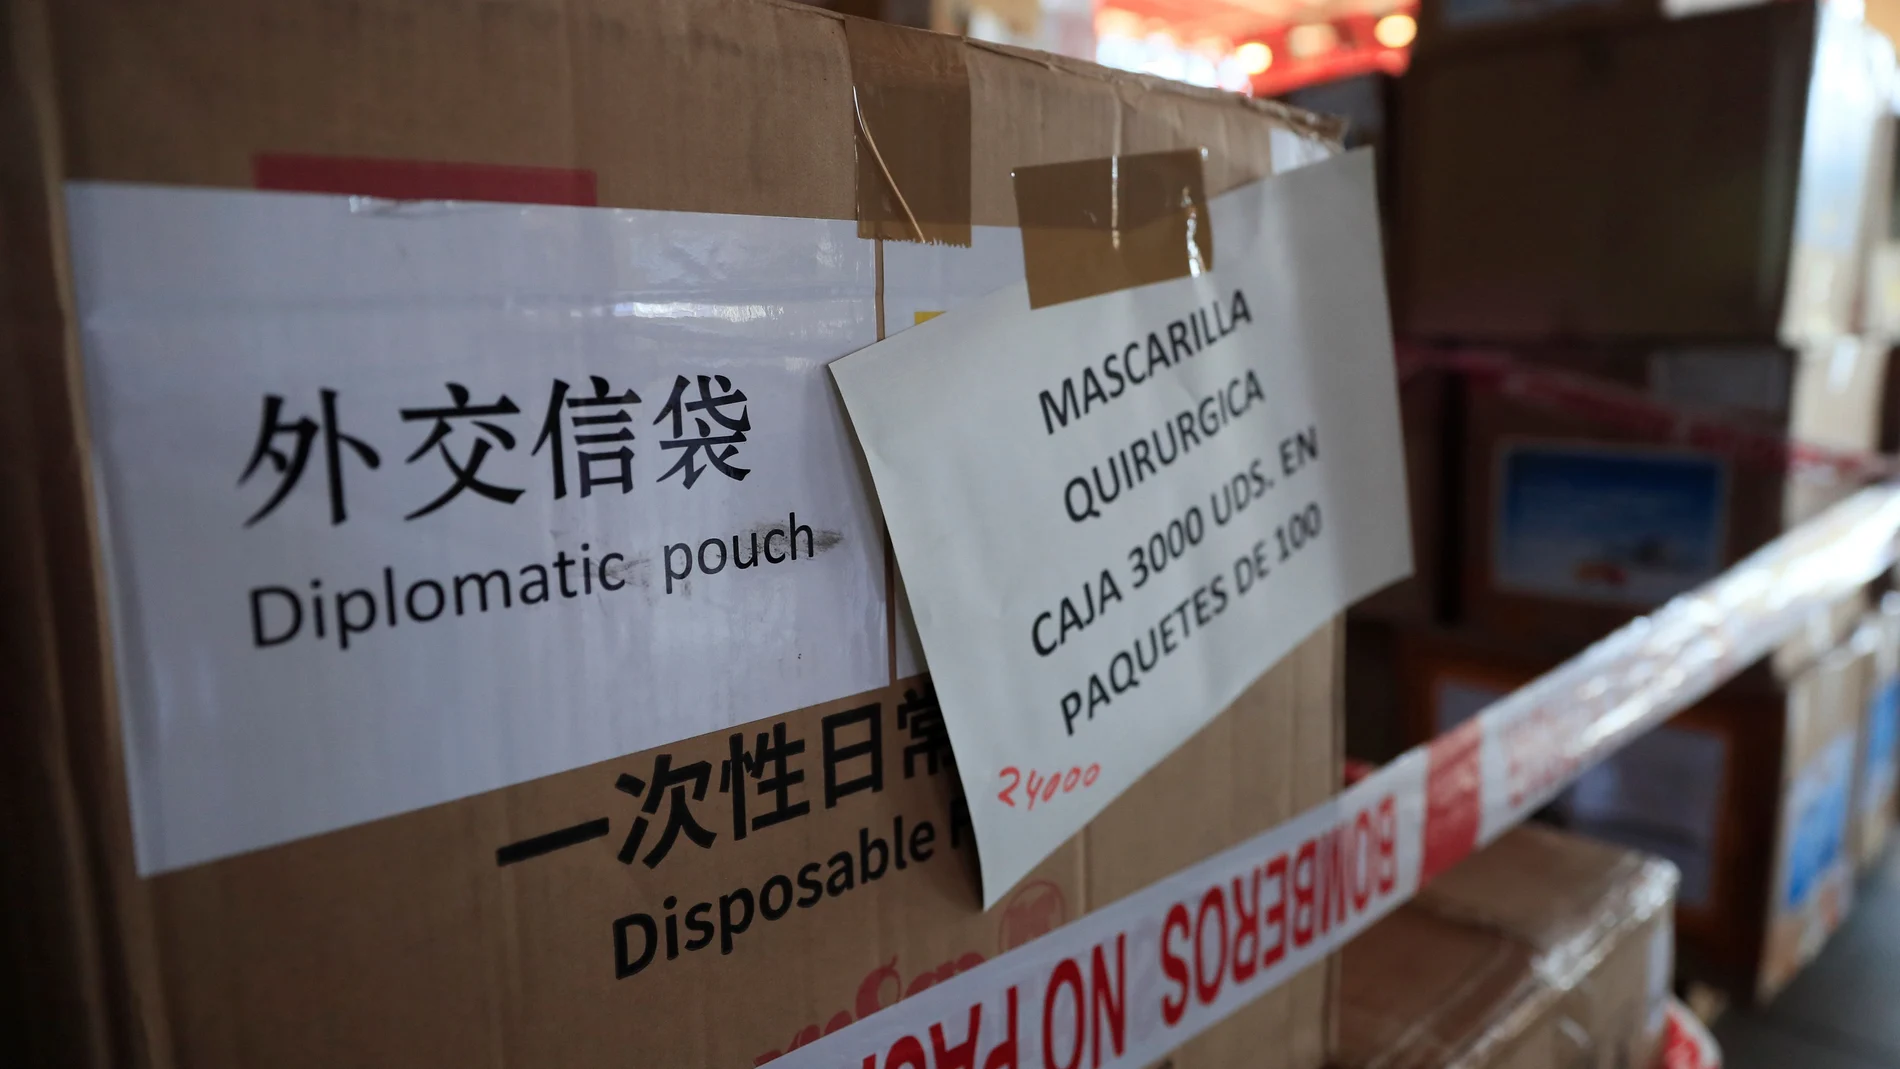 外交信袋
Diplomatic pouch
MASCARILLA
QUIRURGICA
CAJA 3000 UDS. EN
PAQUETES DE 100
24000
一次性日常
Disposable
BOMBEROS NO